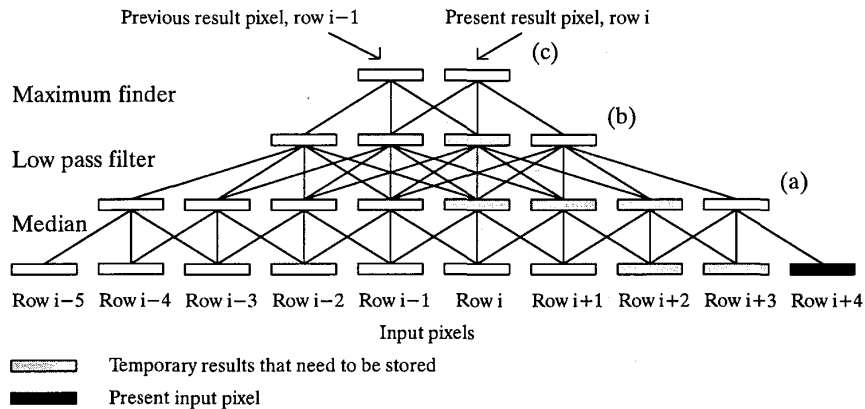 Previous result pixel, row i−1
Present result pixel, row i
(c)
Maximum finder
(b)
Low pass filter
(a)
Median
Row i−5 Row i−4 Row i−3 Row i−2 Row i−1 Row i Row i+1 Row i+2 Row i+3 Row i+4
Input pixels
Temporary results that need to be stored
Present input pixel